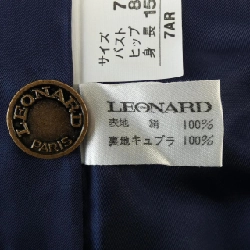 サイズ 7
バスト 8
ヒップ
身長 15
7AR
LEONARD
PARIS
LEONARD
表地 絹 100%
裏地 キュプラ 100%